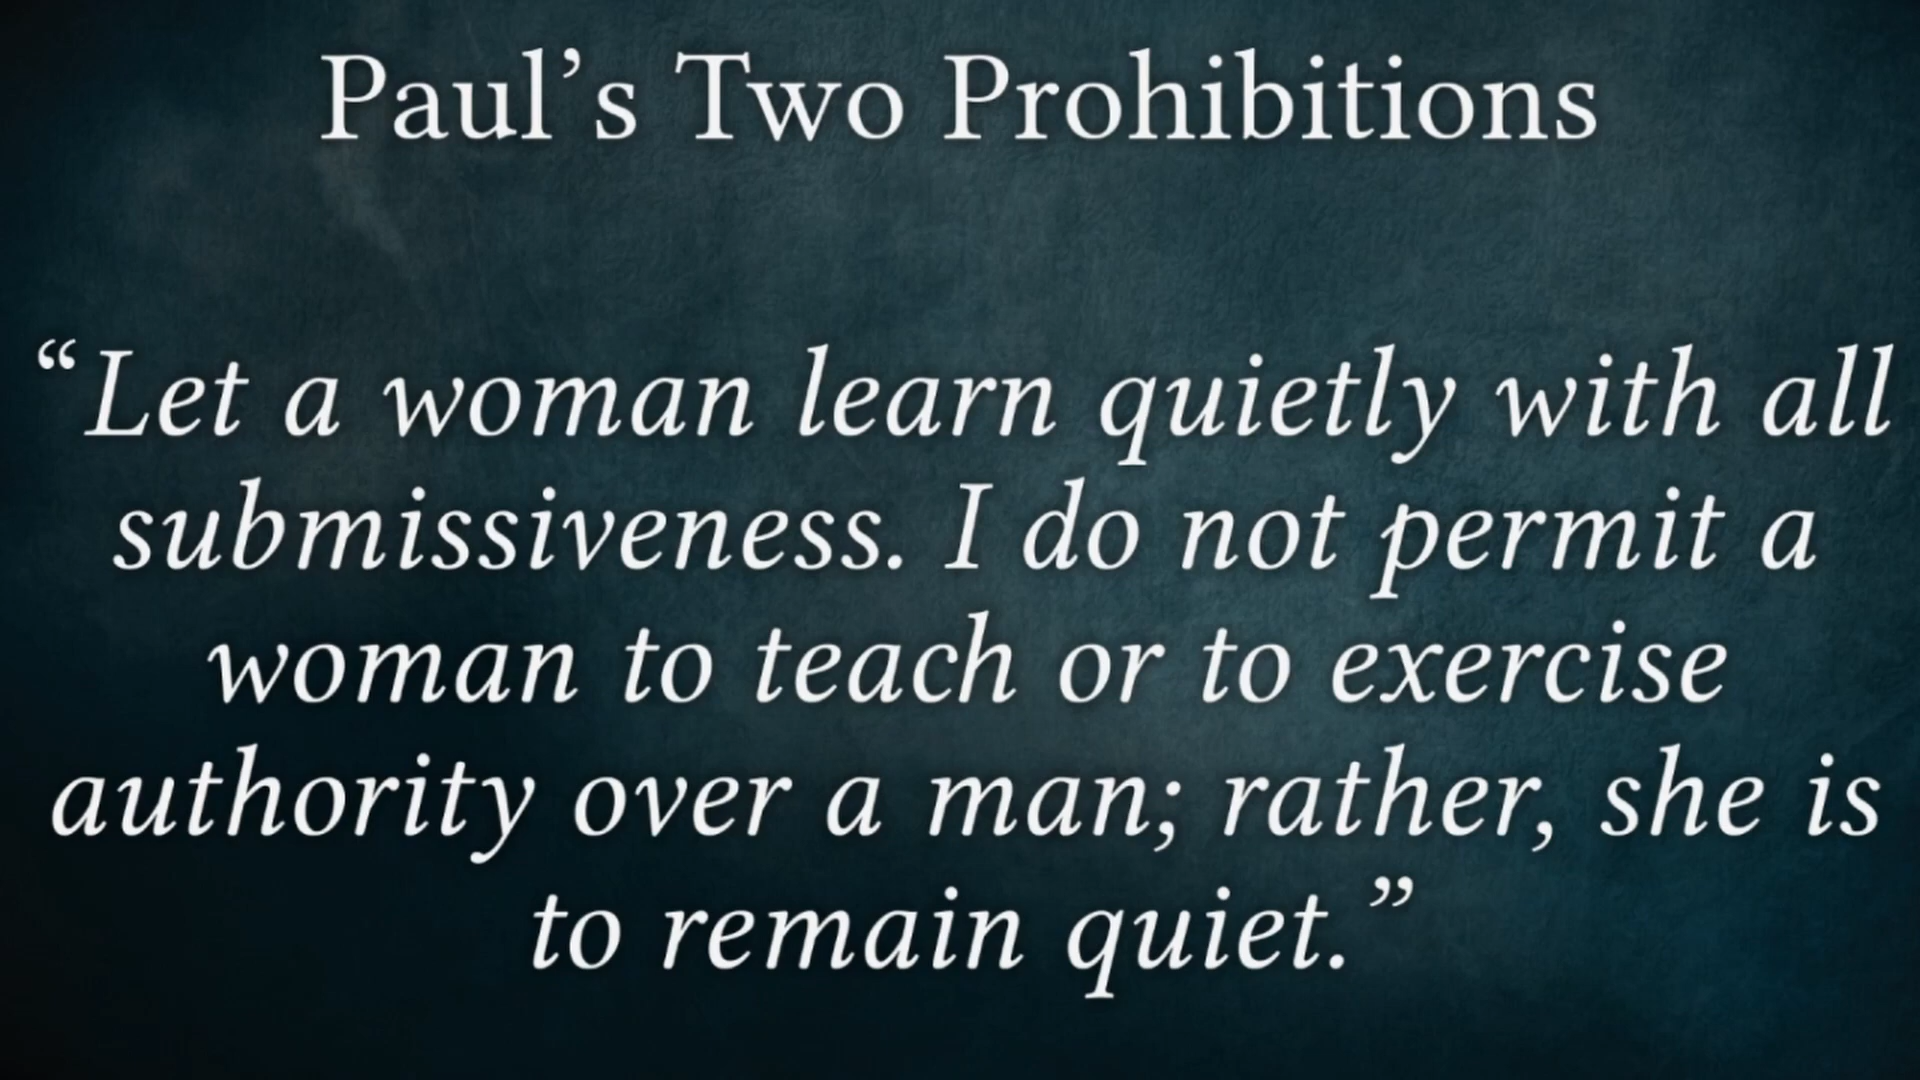 Paul’s Two Prohibitions
“Let a woman learn quietly with all
submissiveness. I do not permit a
woman to teach or to exercise
authority over a man; rather, she is
to remain quiet.”